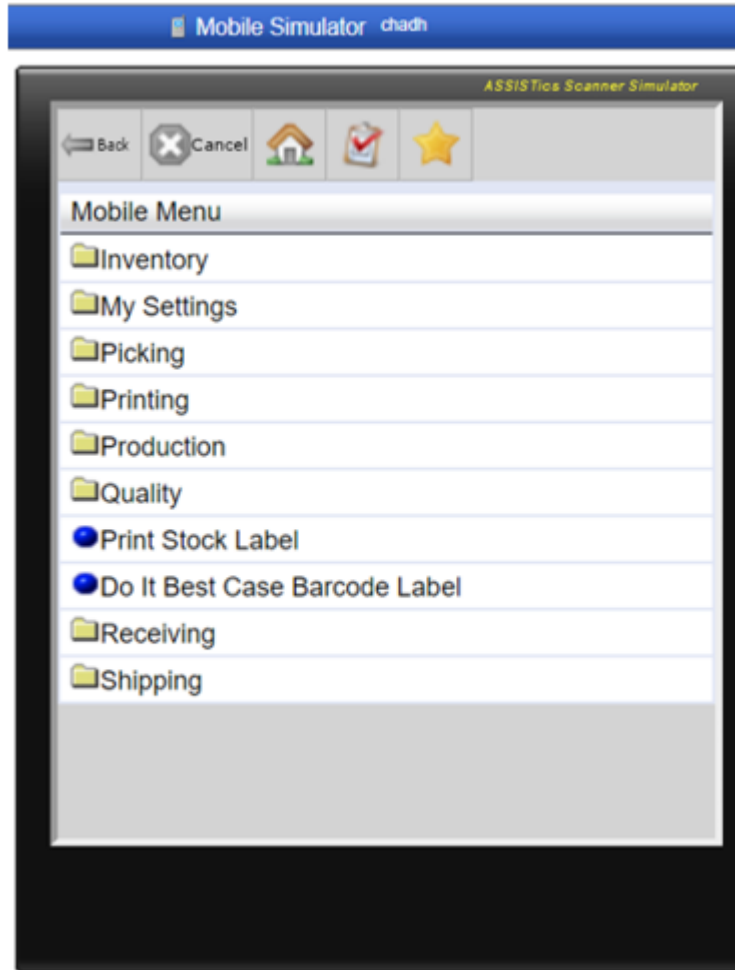 Mobile Simulator chadh
ASSISTics Scanner Simulator
Back Cancel
Mobile Menu
Inventory
My Settings
Picking
Printing
Production
Quality
Print Stock Label
Do It Best Case Barcode Label
Receiving
Shipping